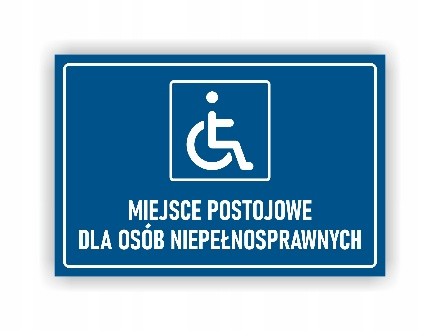 MIEJSCE POSTOJOWE
DLA OSÓB NIEPEŁNOSPRAWNYCH